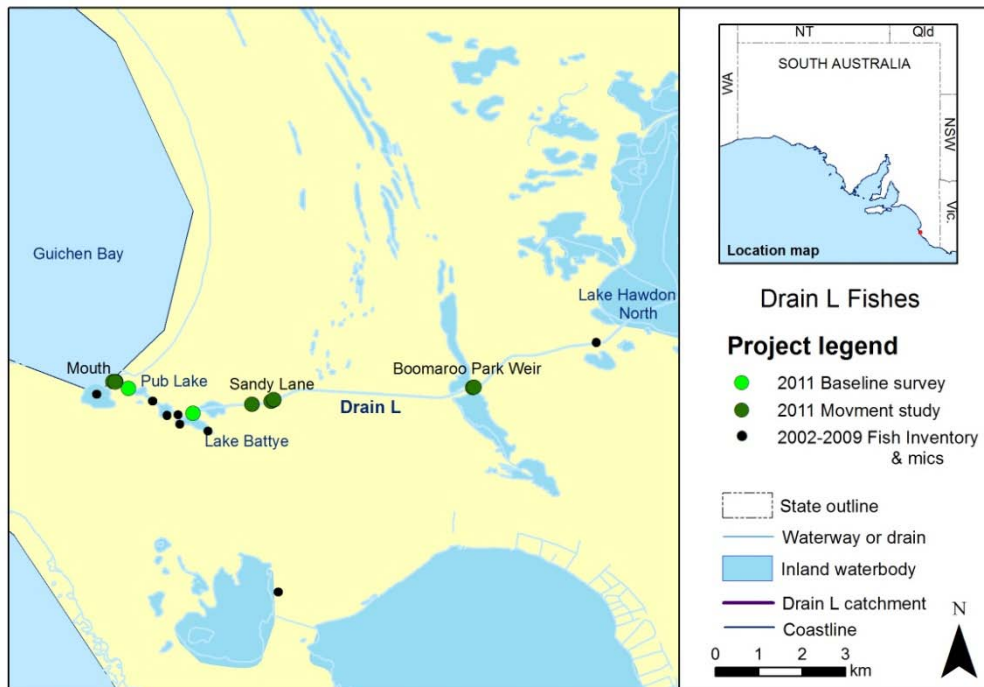 Guichen Bay
Mouth
Pub Lake
Sandy Lane
Drain L
Lake Battye
Boomaroo Park Weir
Lake Hawdon
North
NT
Qld
SOUTH AUSTRALIA
WA
NSW
Vic.
Location map
Drain L Fishes
Project legend
2011 Baseline survey
2011 Movment study
2002-2009 Fish Inventory
& mics
State outline
Waterway or drain
Inland waterbody
Drain L catchment
Coastline
N
0 1 2 3
km